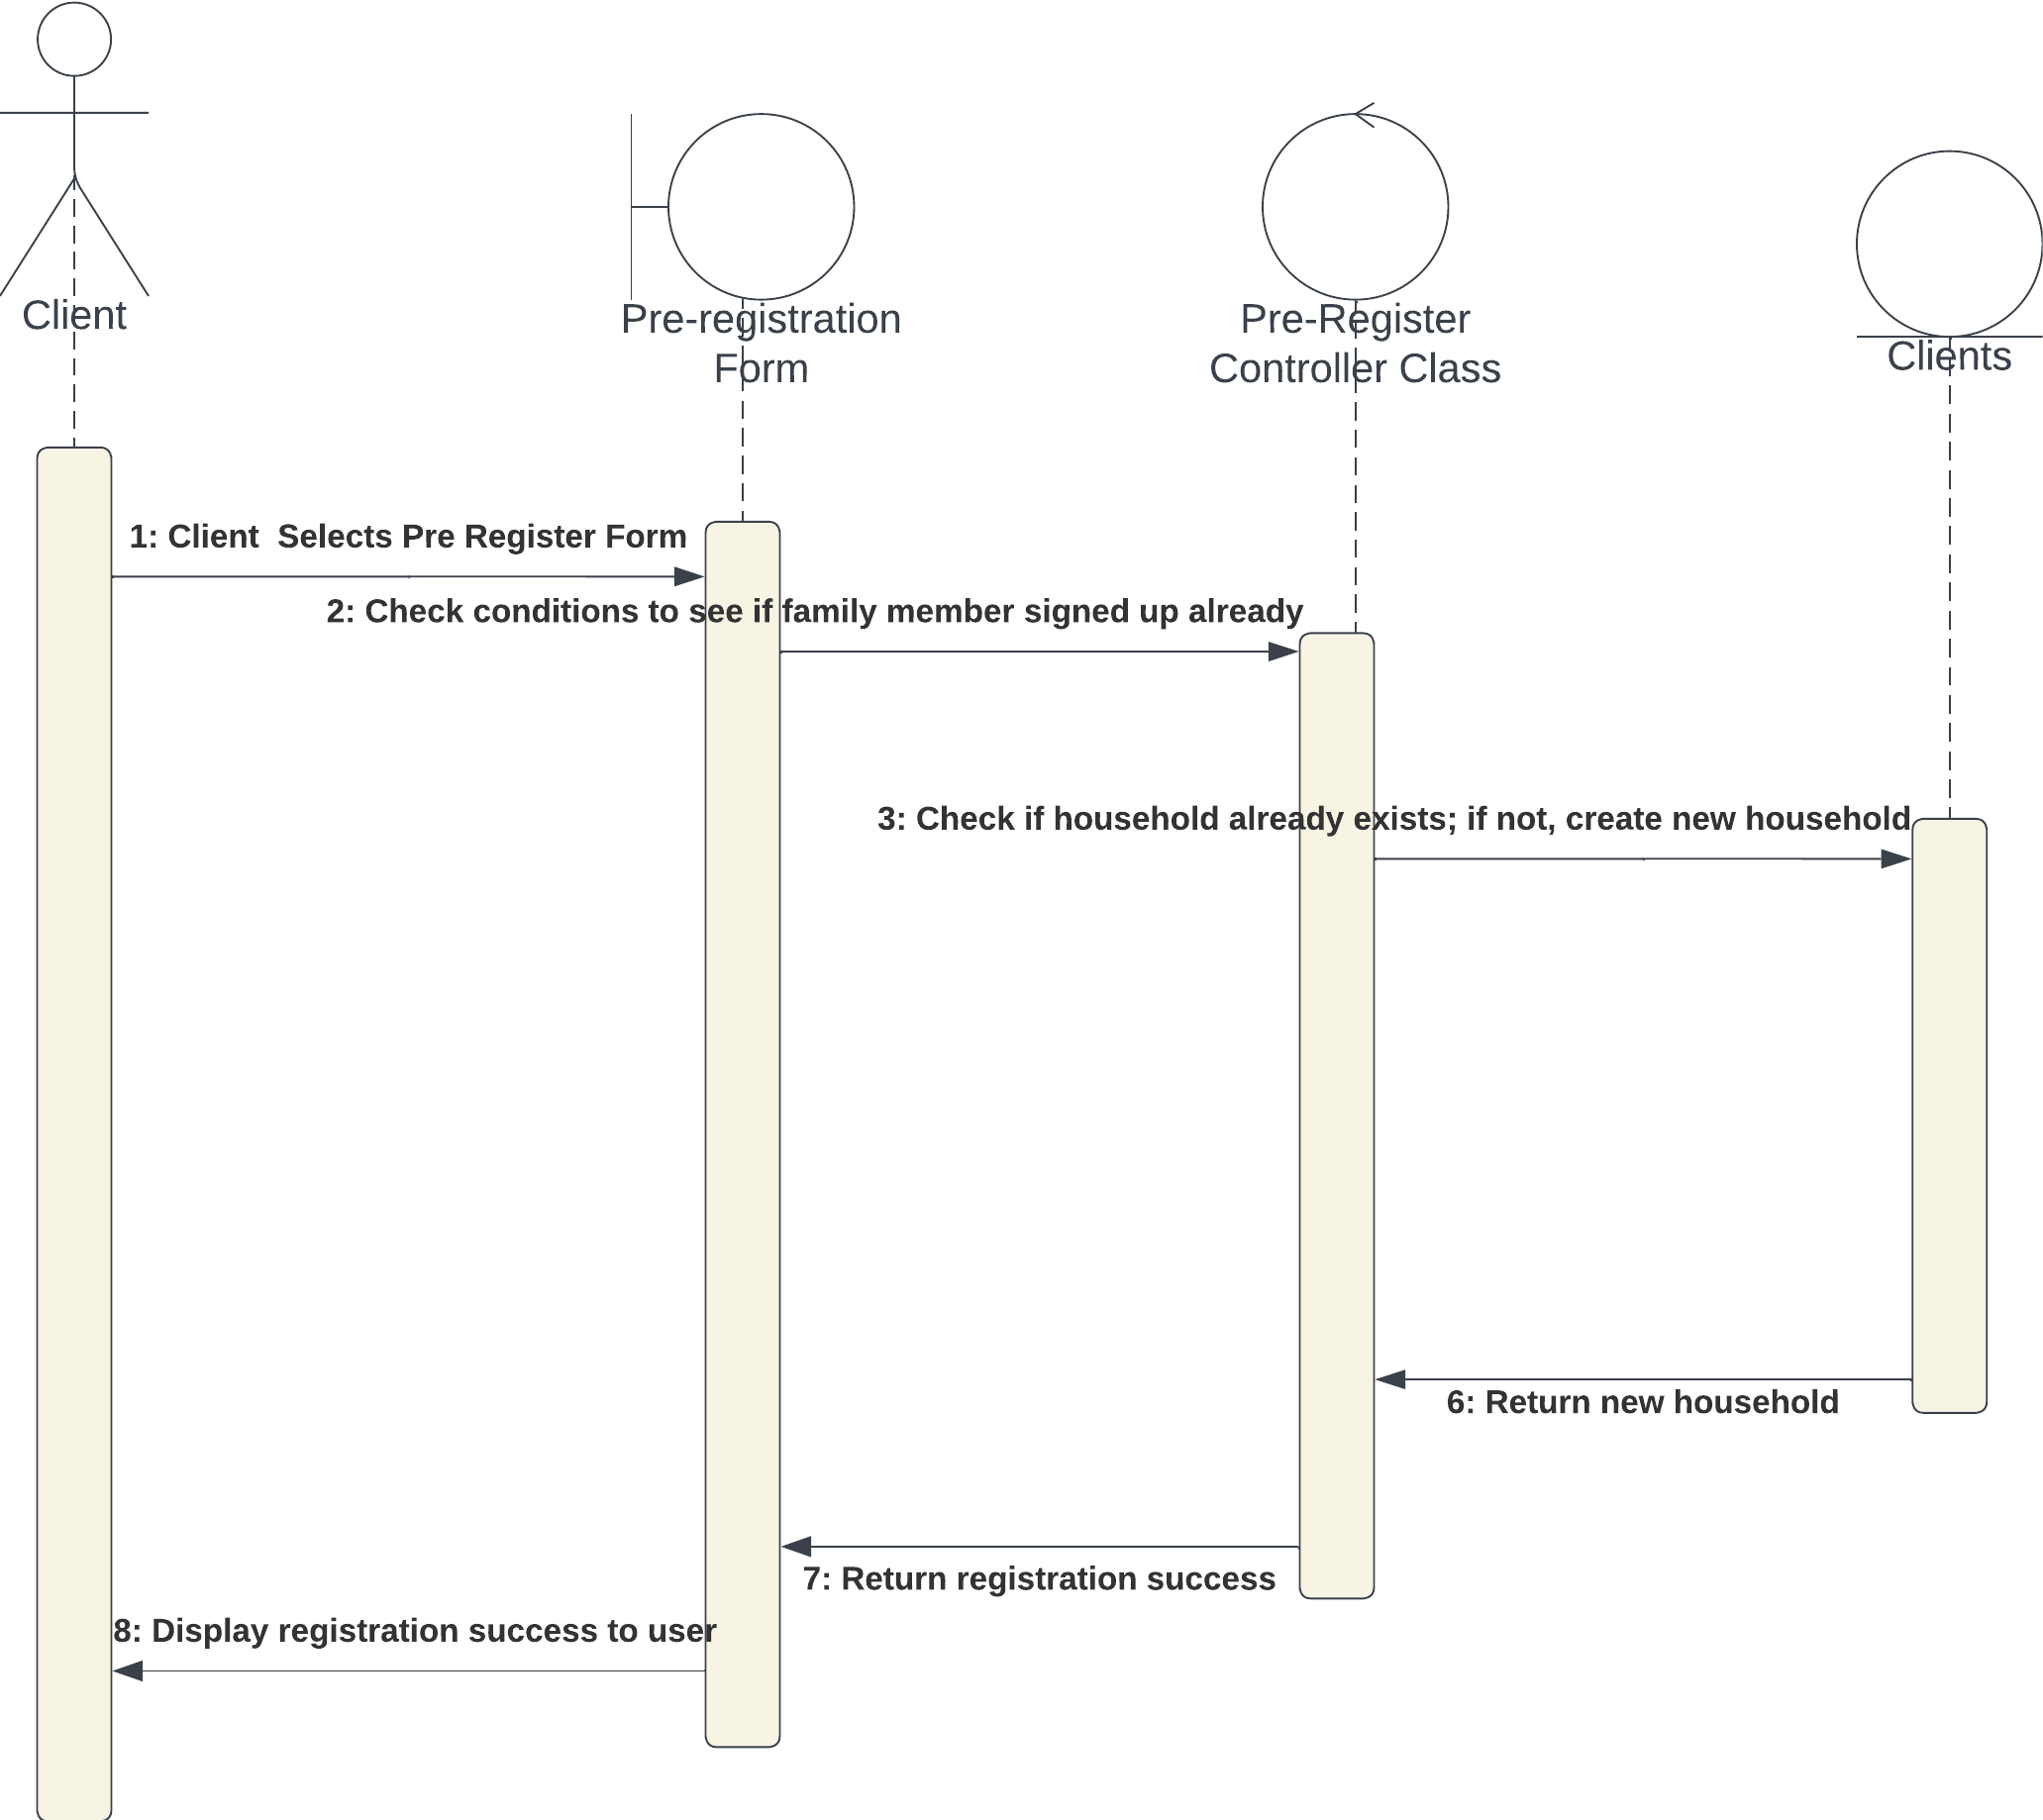 Client
Pre-registration
Form
Pre-Register
Controller Class
Clients
1: Client  Selects Pre Register Form
2: Check conditions to see if family member signed up already
3: Check if household already exists; if not, create new household
6: Return new household
7: Return registration success
8: Display registration success to user